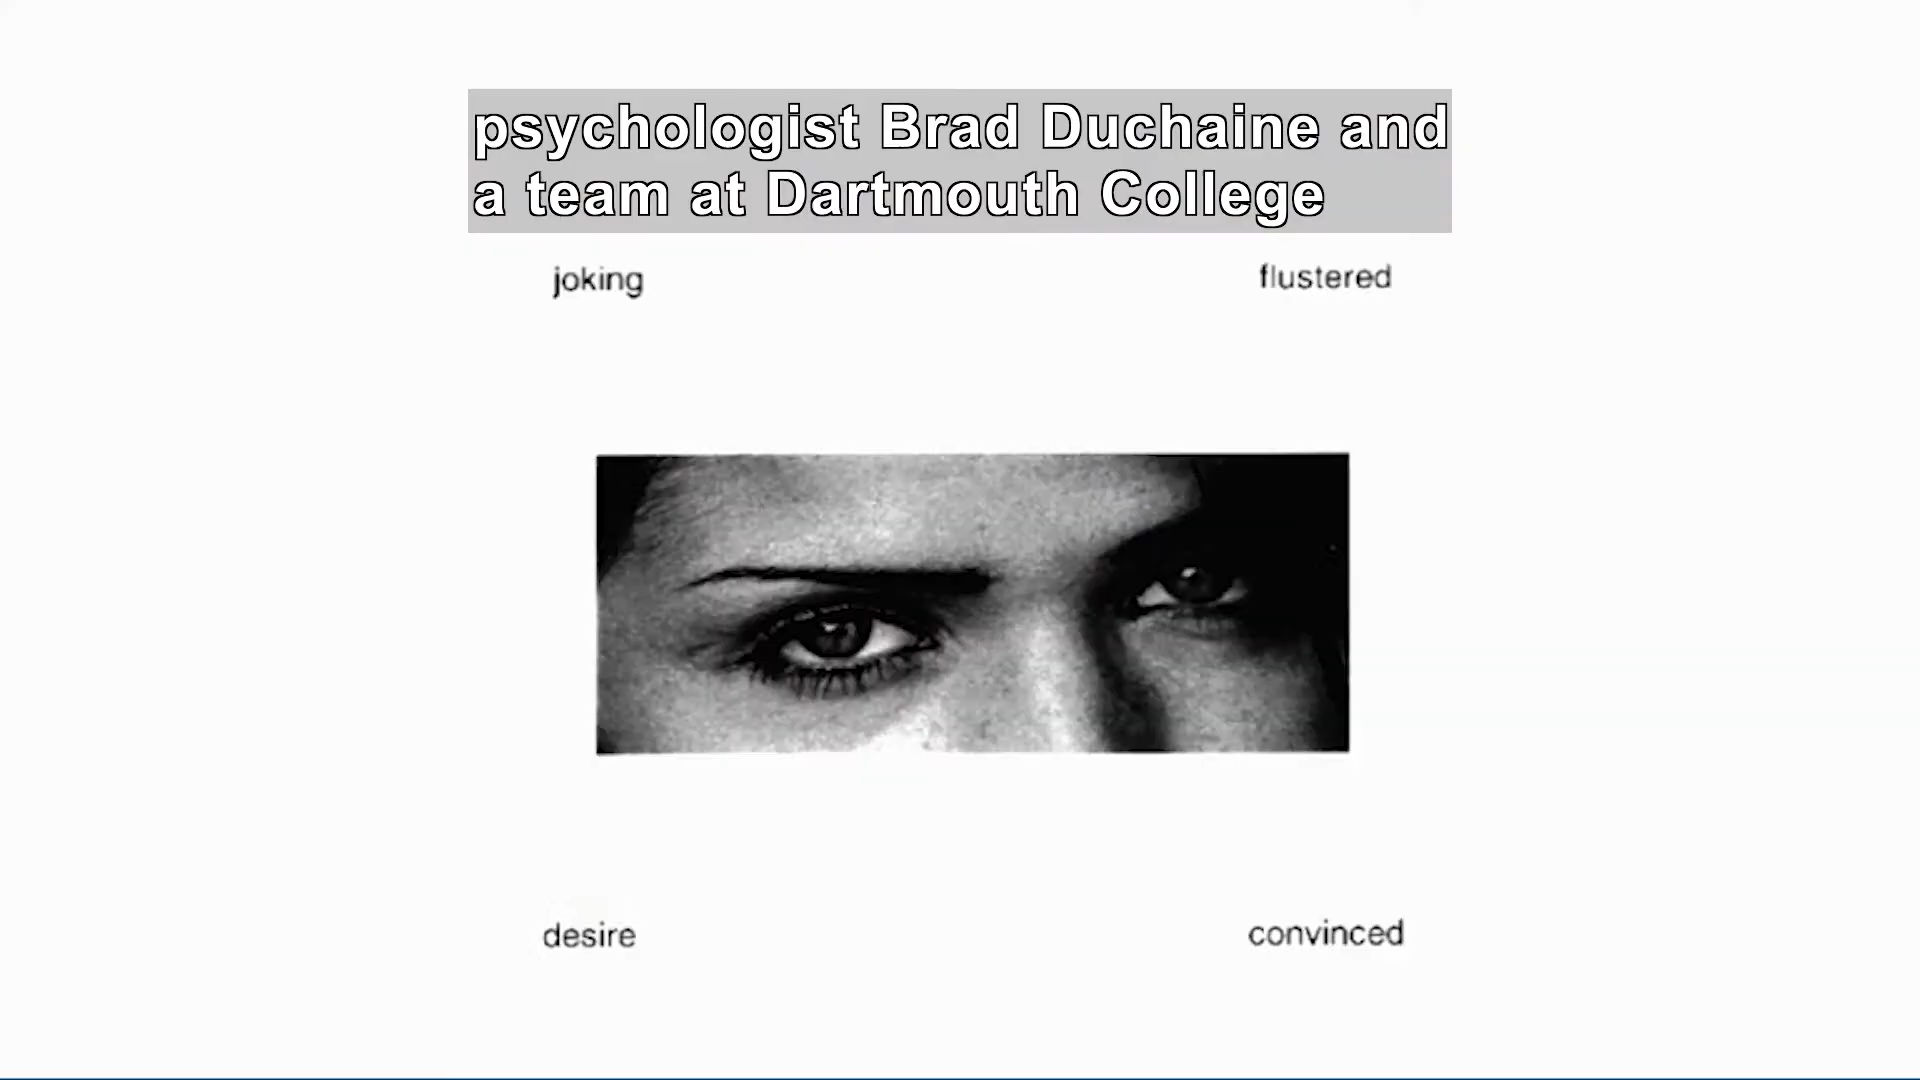 psychologist Brad Duchaine and
a team at Dartmouth College
joking
flustered
desire
convinced